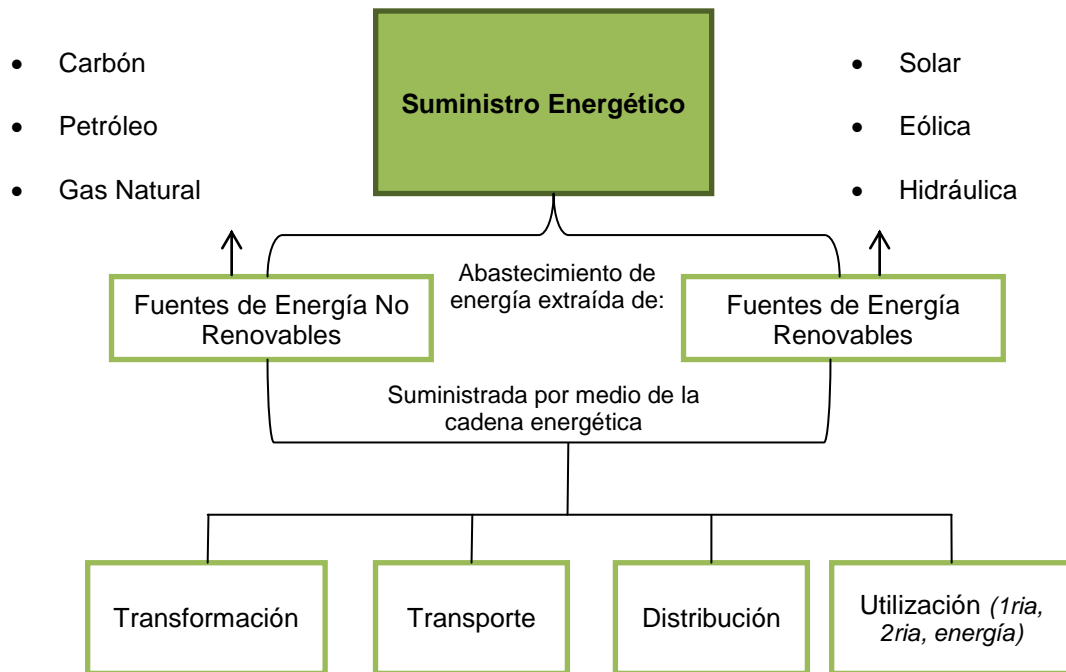 Suministro Energético
• Carbón
• Petróleo
• Gas Natural
• Solar
• Eólica
• Hidráulica
Abastecimiento de
energía extraída de:
Fuentes de Energía No
Renovables
Fuentes de Energía
Renovables
Suministrada por medio de la
cadena energética
Transformación
Transporte
Distribución
Utilización (1ria,
2ria, energía)